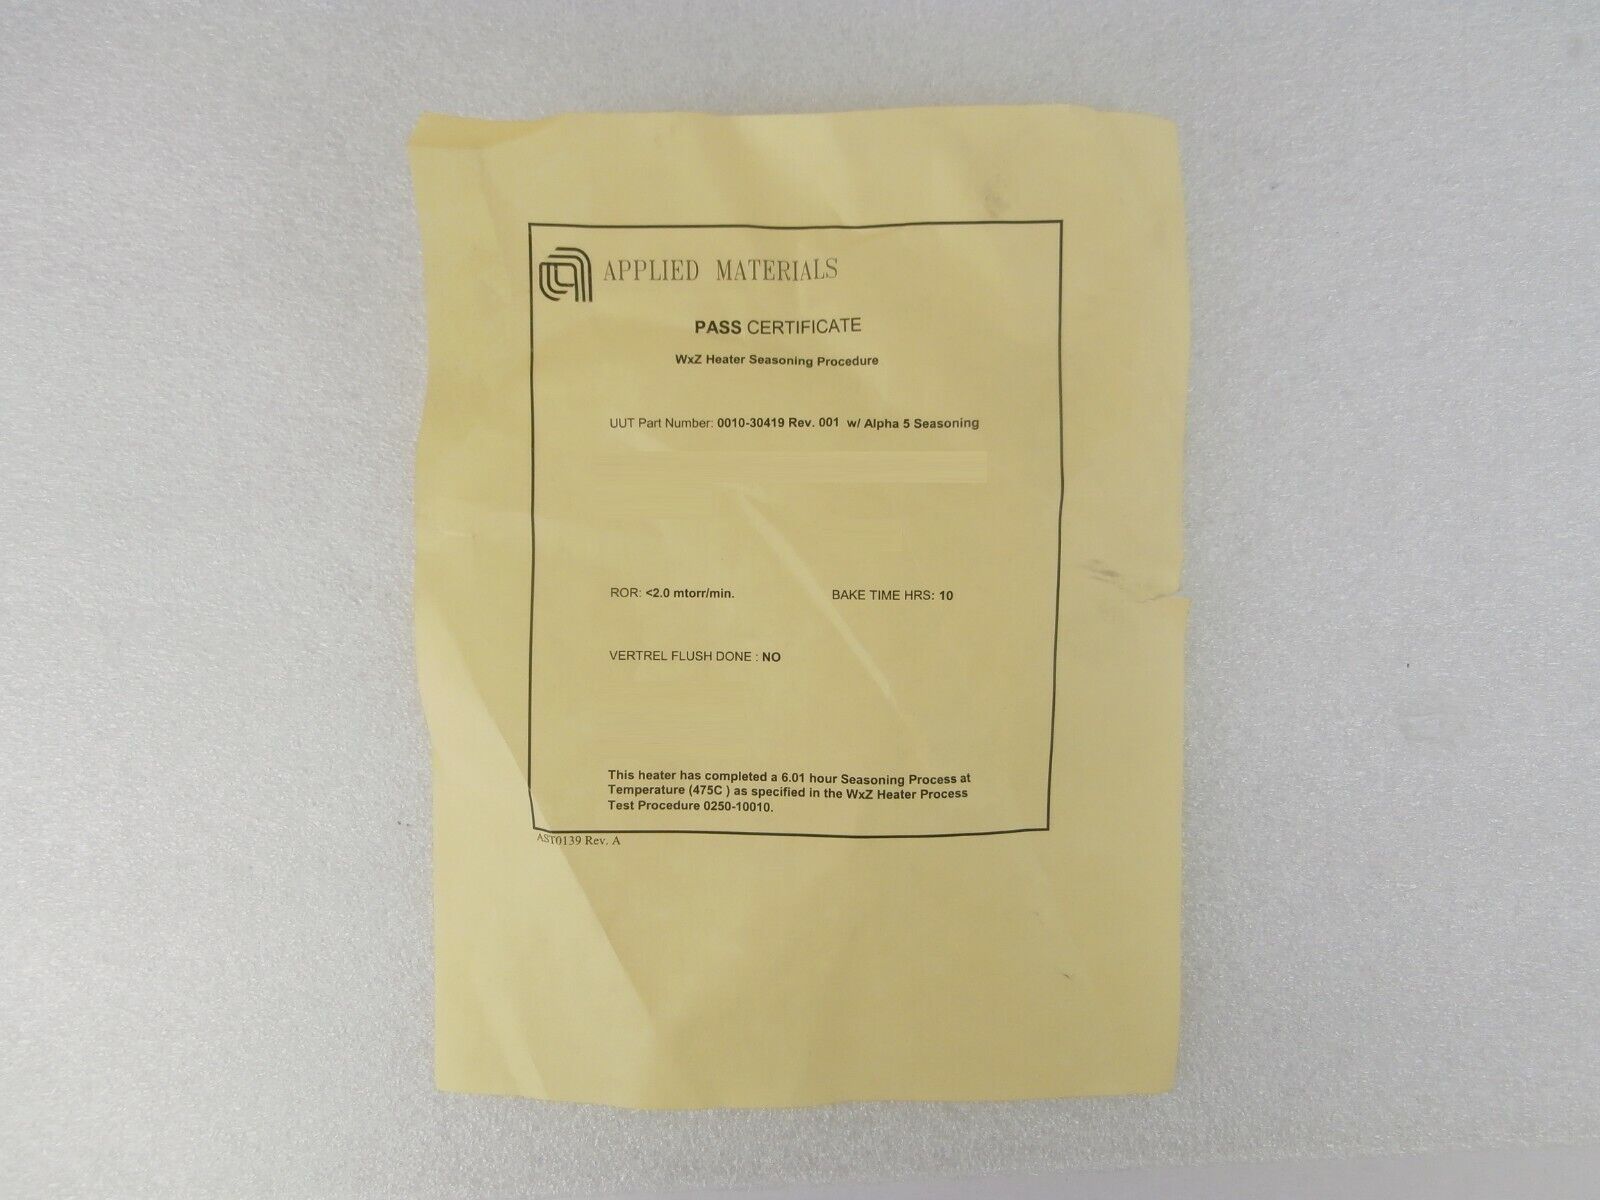 APPLIED MATERIALS
PASS CERTIFICATE
WxZ Heater Seasoning Procedure
UUT Part Number: 0010-30419 Rev. 001 w/ Alpha 5 Seasoning
ROR: <2.0 mtorr/min. BAKE TIME HRS: 10
VERTREL FLUSH DONE : NO
This heater has completed a 6.01 hour Seasoning Process at
Temperature (475C ) as specified in the WxZ Heater Process
Test Procedure 0250-10010.
AST0139 Rev. A